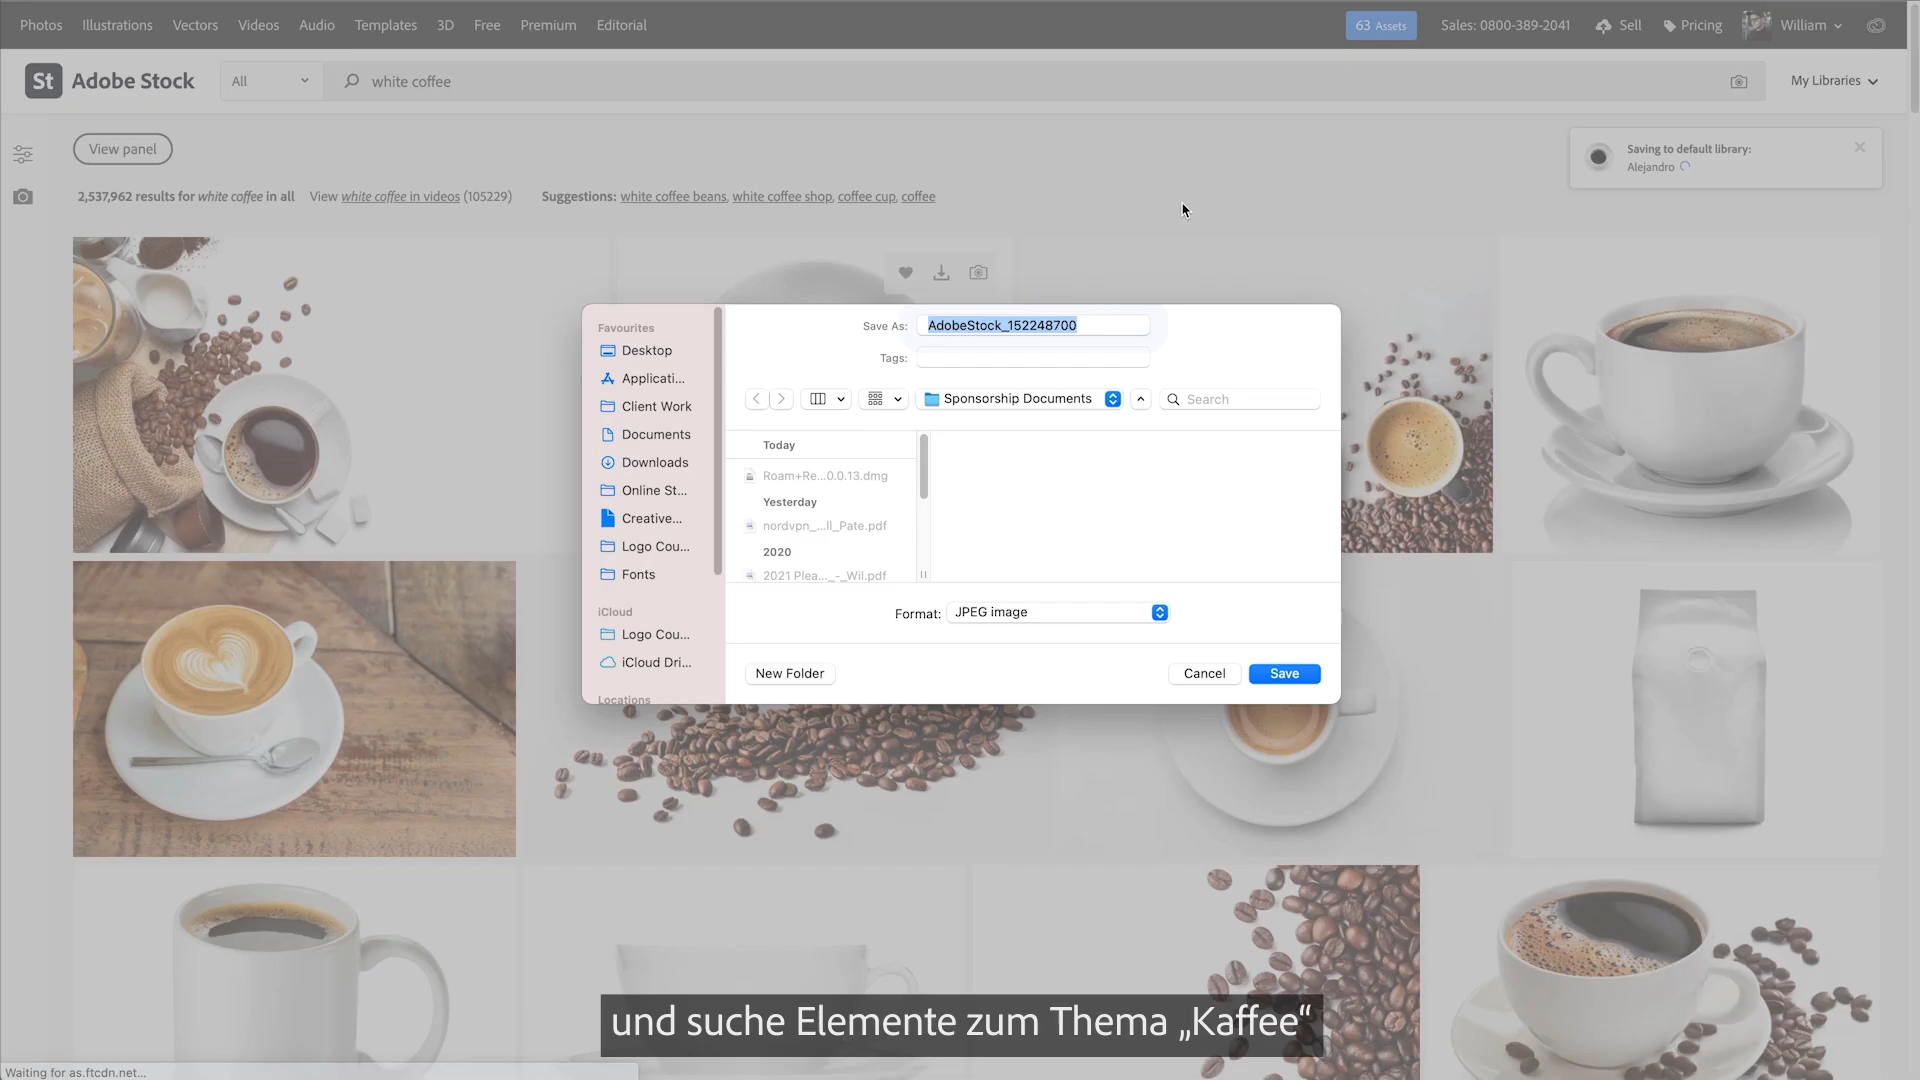 Photos Illustrations Vectors Videos Audio Templates 3D Free Premium Editorial 63 Assets Sales: 0800-389-2041 Sell Pricing William
St Adobe Stock All white coffee My Libraries
View panel
Saving to default library:
Alejandro
2,537,962 results for white coffee in all View white coffee in videos (105229) Suggestions: white coffee beans, white coffee shop, coffee cup, coffee
Favourites
Desktop
Applicati...
Client Work
Documents
Downloads
Online St...
Creative...
Logo Cou...
Fonts
iCloud
Logo Cou...
iCloud Dri...
Locations
Save As: AdobeStock_152248700
Tags:
Sponsorship Documents Search
Today
Roam+Re...0.0.13.dmg
Yesterday
nordvpn_...ll_Pate.pdf
2020
2021 Plea..._-_Wil.pdf
Format: JPEG image
New Folder Cancel Save
und suche Elemente zum Thema „Kaffee“
Waiting for as.ftcdn.net...